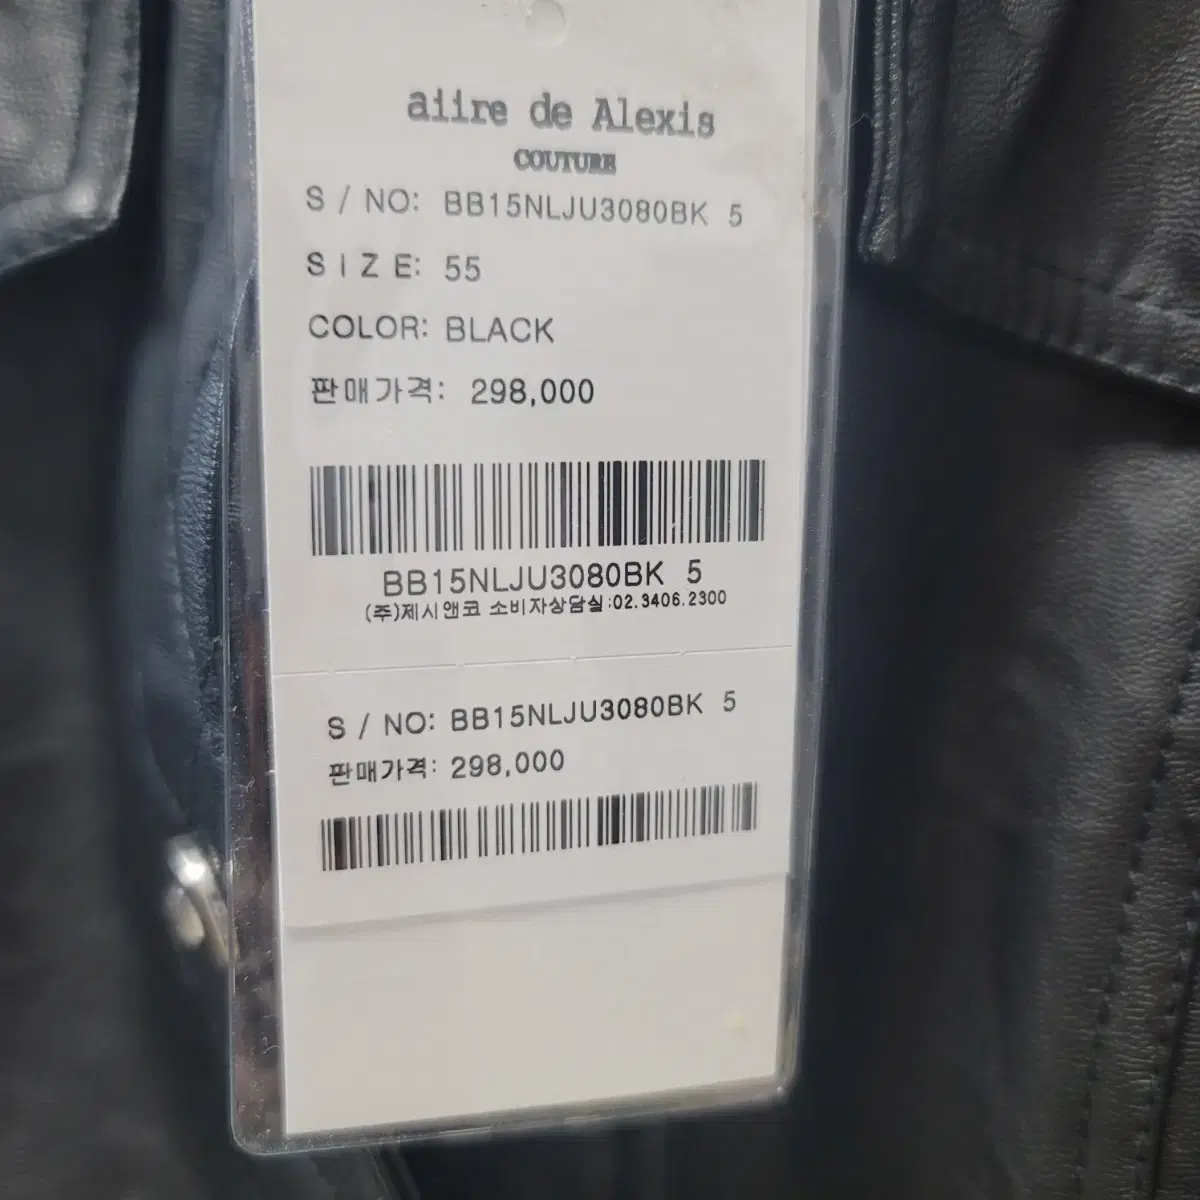 aiire de Alexis
COUTURE
S / NO: BB15NLJU3080BK 5
S I Z E: 55
COLOR: BLACK
판매가격: 298,000
BB15NLJU3080BK 5
(주)제시앤코 소비자상담실:02.3406.2300
S / NO: BB15NLJU3080BK 5
판매가격: 298,000